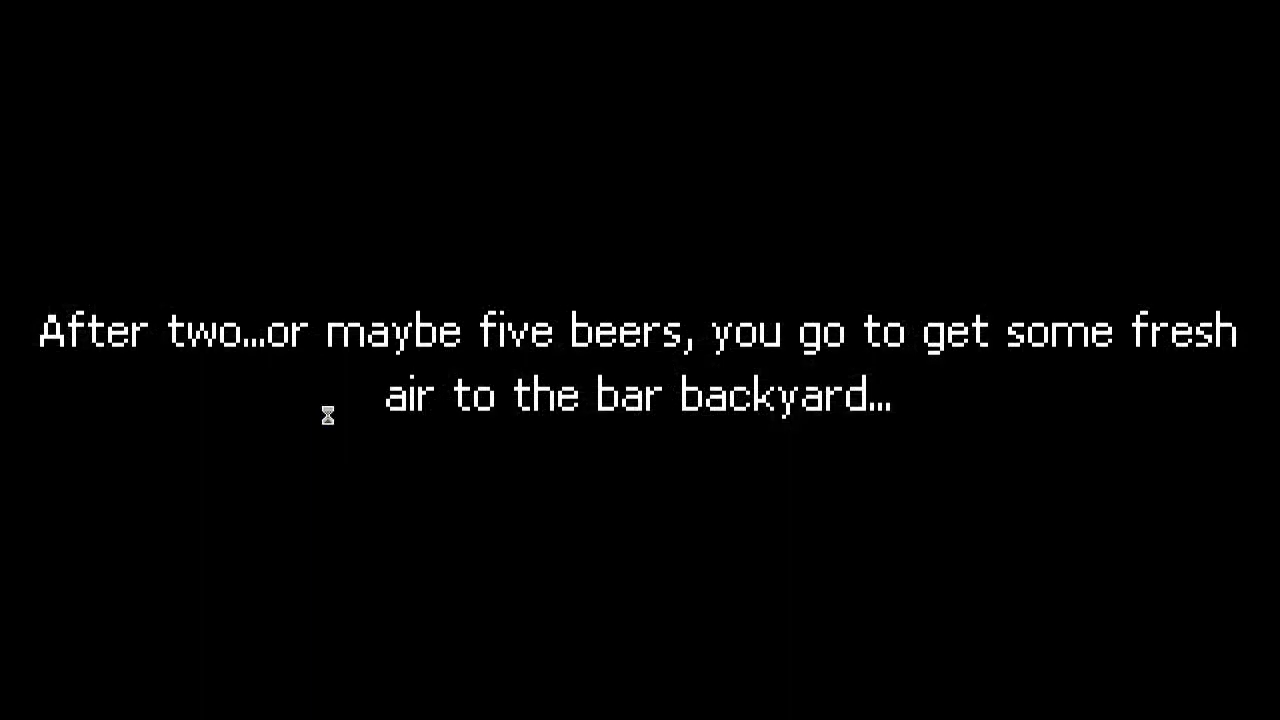 After two...or maybe five beers, you go to get some fresh
air to the bar backyard...